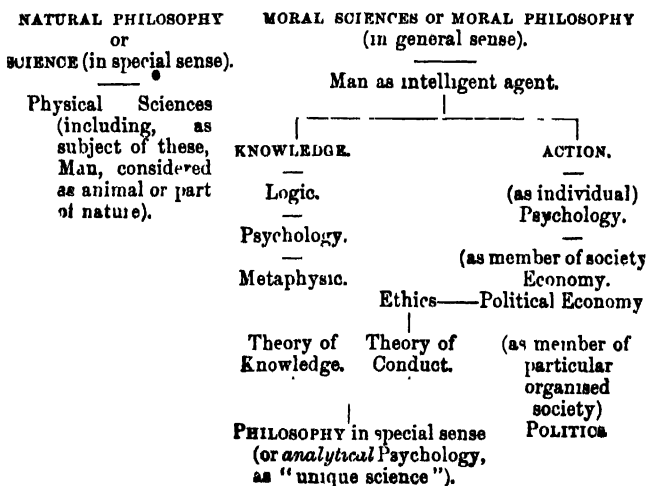 NATURAL PHILOSOPHY
or
SCIENCE (in special sense).
Physical Sciences
(including, as
subject of these,
Man, considered
as animal or part
of nature).
MORAL SCIENCES or MORAL PHILOSOPHY
(in general sense).
Man as intelligent agent.
KNOWLEDGE.
Logic.
Psychology.
Metaphysic.
ACTION.
(as individual)
Psychology.
(as member of society
Economy.
Ethics—Political Economy
Theory of
Knowledge.
Theory of
Conduct.
(as member of
particular
organised
society)
POLITICS
PHILOSOPHY in special sense
(or analytical Psychology,
as "unique science").